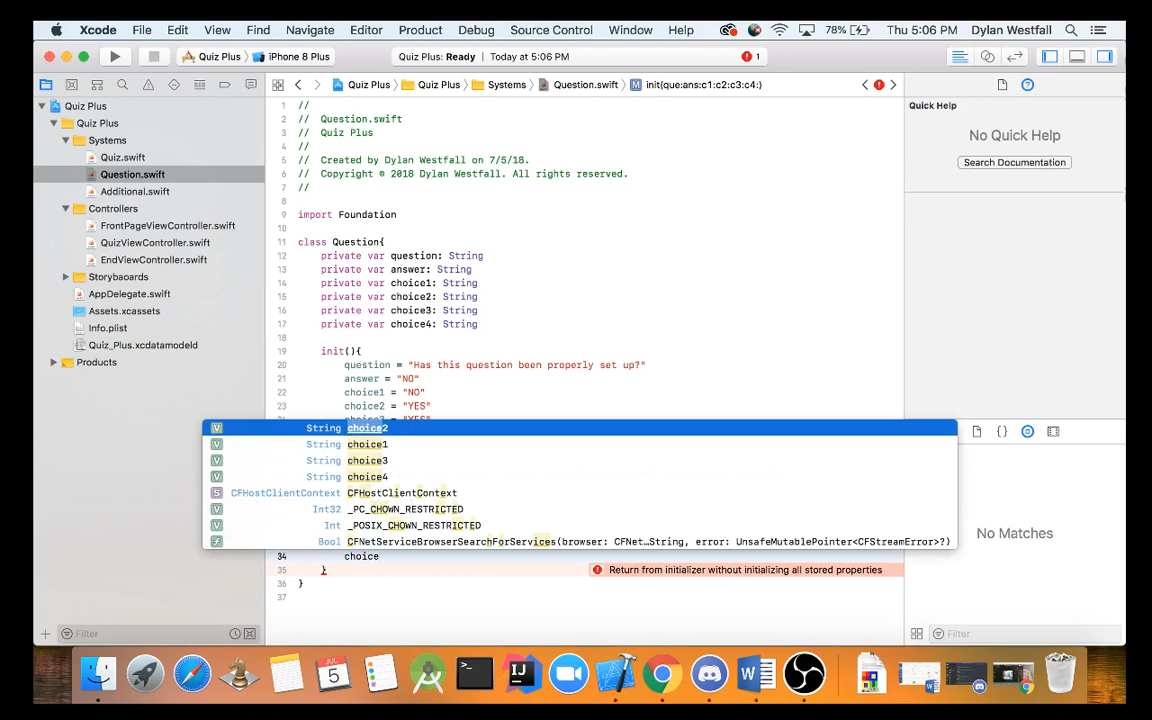 Xcode File Edit View Find Navigate Editor Product Debug Source Control Window Help 78% Thu 5:06 PM Dylan Westfall
Quiz Plus iPhone 8 Plus Quiz Plus: Ready Today at 5:06 PM 1
Quiz Plus Quiz Plus Systems Question.swift M init(que:ans:c1:c2:c3:c4:)
Quiz Plus
Quiz Plus
Systems
Quiz.swift
Question.swift
Additional.swift
Controllers
FrontPageViewController.swift
QuizViewController.swift
EndViewController.swift
Storybaoards
AppDelegate.swift
Assets.xcassets
Info.plist
Quiz_Plus.xcdatamodeld
Products
Filter
1 //
2 // Question.swift
3 // Quiz Plus
4 //
5 // Created by Dylan Westfall on 7/5/18.
6 // Copyright © 2018 Dylan Westfall. All rights reserved.
7 //
8
9 import Foundation
10
11 class Question{
12 private var question: String
13 private var answer: String
14 private var choice1: String
15 private var choice2: String
16 private var choice3: String
17 private var choice4: String
18
19 init(){
20 question = "Has this question been properly set up?"
21 answer = "NO"
22 choice1 = "NO"
23 choice2 = "YES"
V String choice2
V String choice1
V String choice3
V String choice4
S CFHostClientContext CFHostClientContext
V Int32 _PC_CHOWN_RESTRICTED
V Int _POSIX_CHOWN_RESTRICTED
f Bool CFNetServiceBrowserSearchForServices(browser: CFNet…String, error: UnsafeMutablePointer<CFStreamError>?)
34 choice
35 } Return from initializer without initializing all stored properties
36 }
37
Quick Help
No Quick Help
Search Documentation
No Matches
Filter
JUL
5
IJ
W